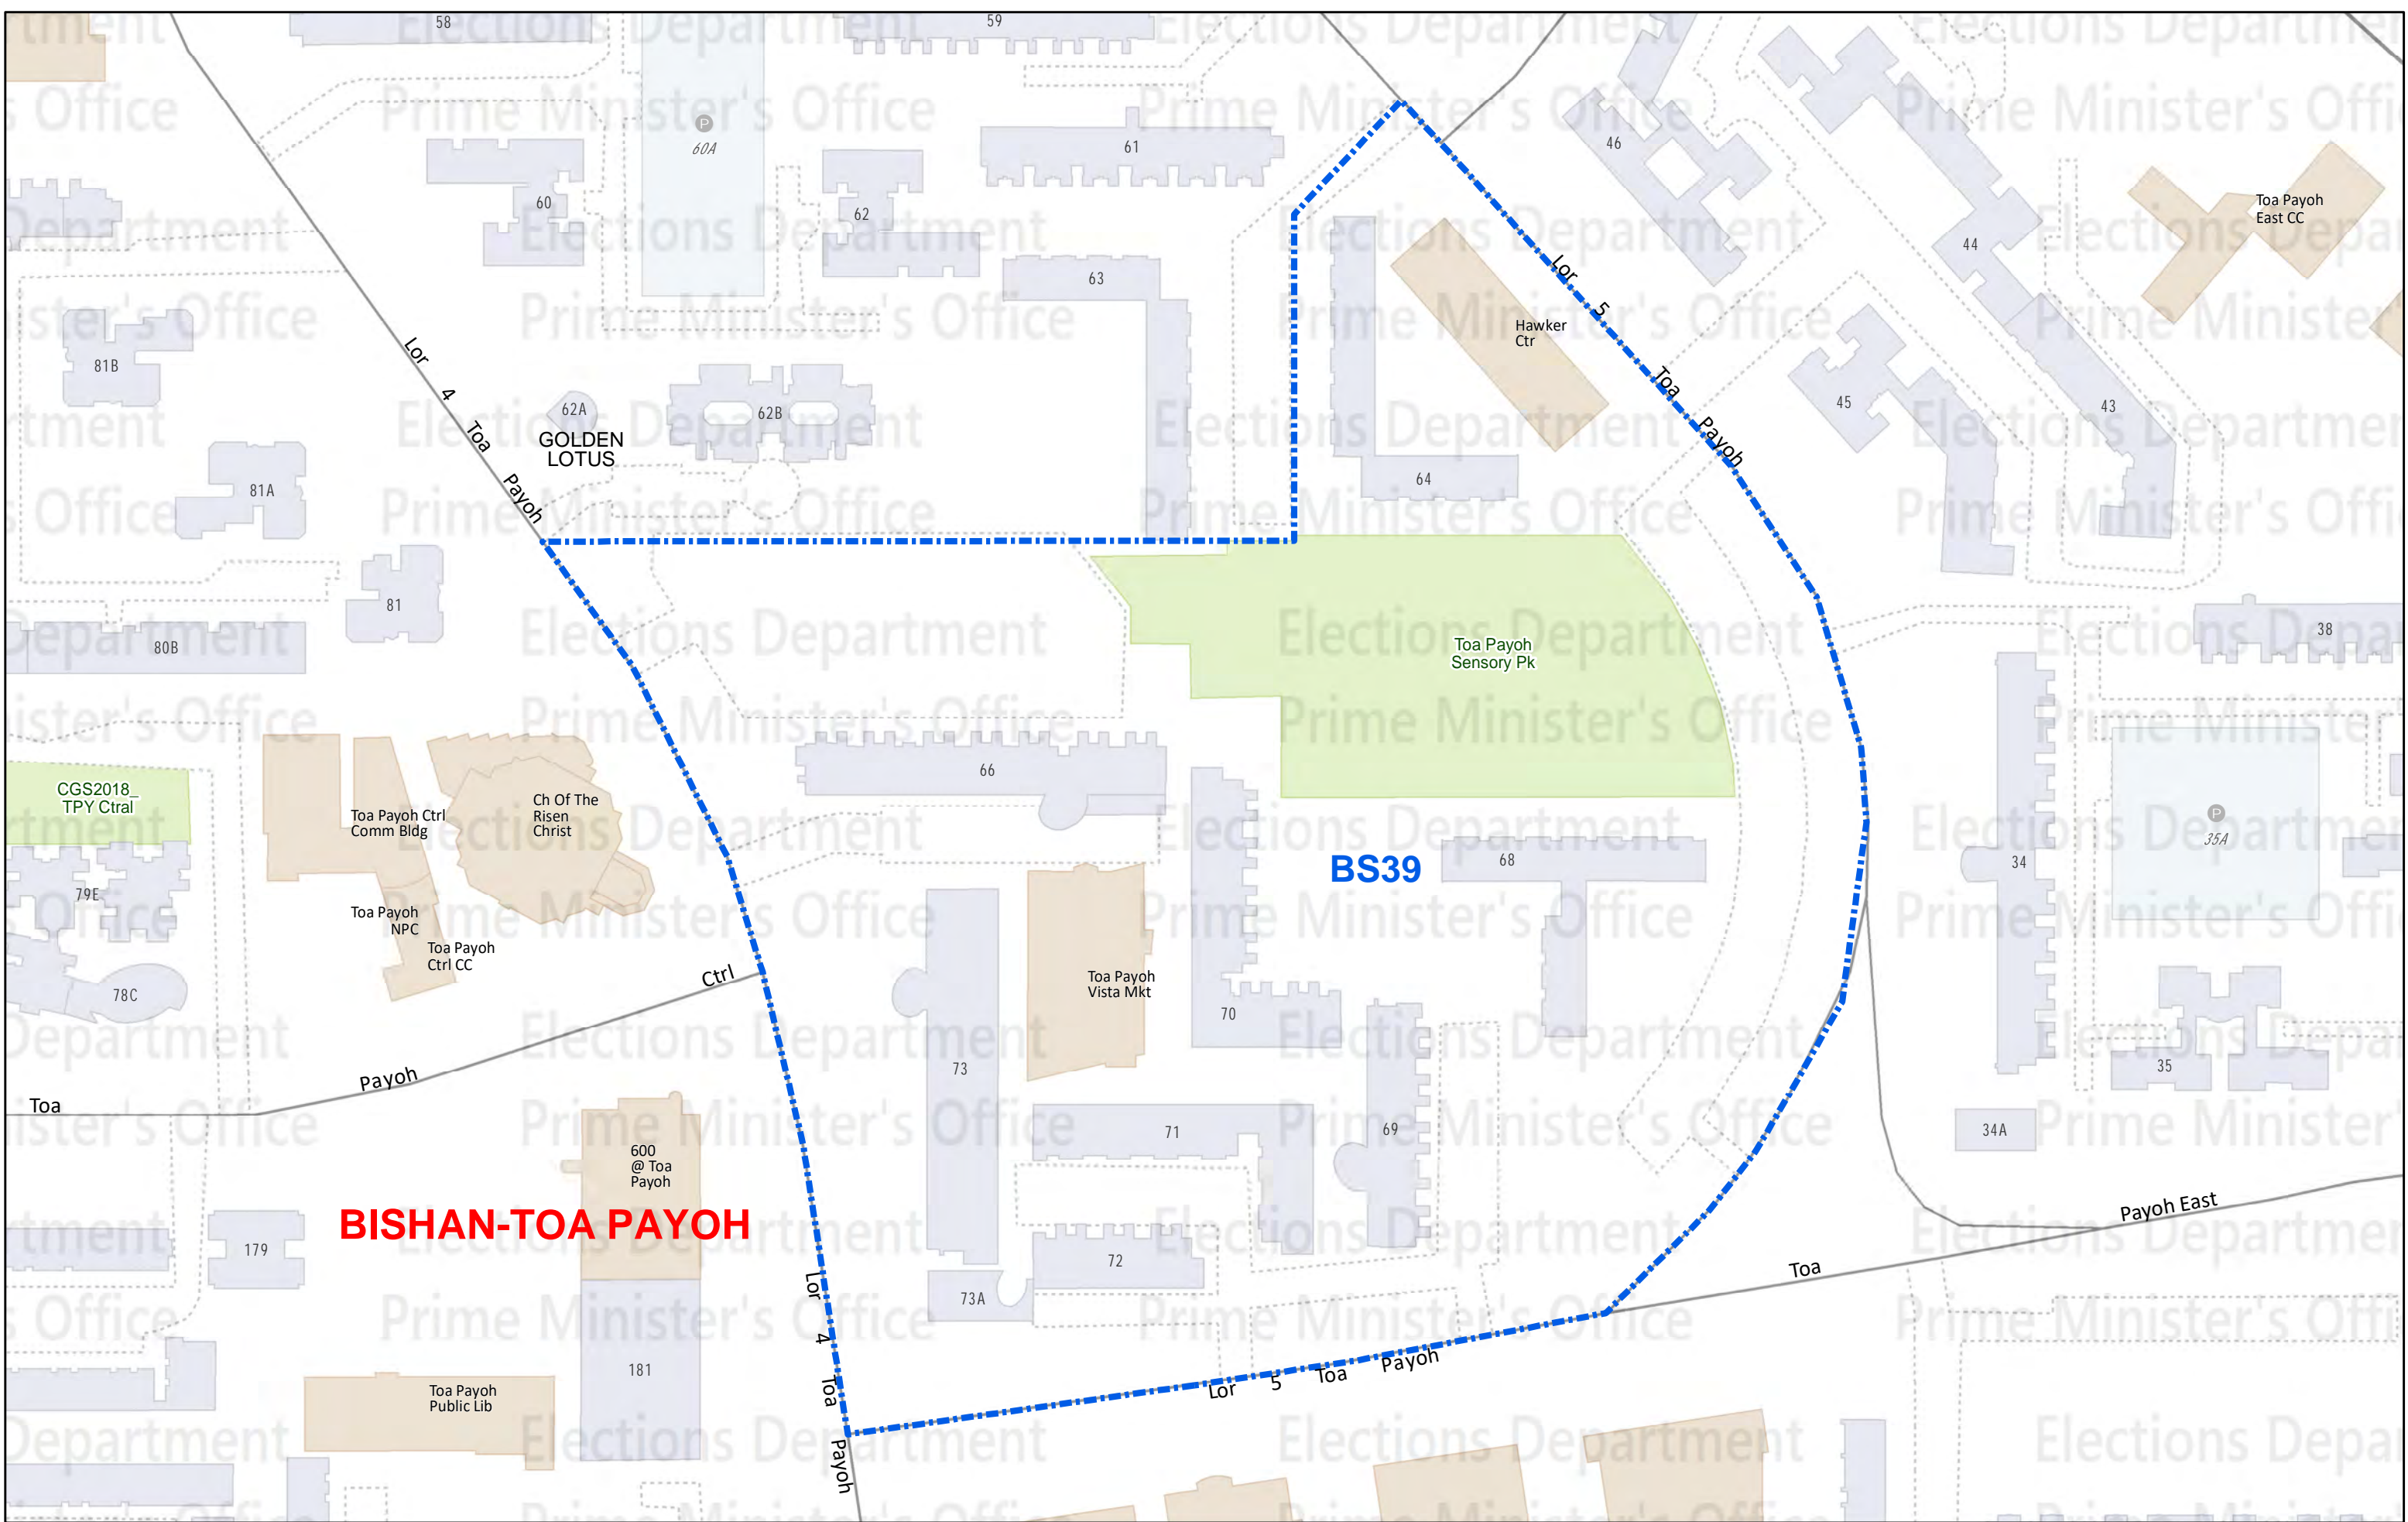 58
59
P
60A
61
60
62
46
44
Toa Payoh
East CC
63
Lor 5 Toa Payoh
Hawker
Ctr
81B
Lor 4 Toa Payoh
62A
62B
GOLDEN
LOTUS
45
43
81A
64
81
80B
38
Toa Payoh
Sensory Pk
CGS2018_
TPY Ctral
Toa Payoh Ctrl
Comm Bldg
Ch Of The
Risen
Christ
66
P
35A
79E
BS39
68
34
Toa Payoh
NPC
Toa Payoh
Ctrl CC
78C
Toa Payoh Ctrl
Toa Payoh
Vista Mkt
70
73
35
71
69
34A
600
@ Toa
Payoh
BISHAN-TOA PAYOH
179
72
73A
Toa Payoh East
Lor 4 Toa Payoh
Lor 5 Toa Payoh
181
Toa Payoh
Public Lib
Elections Department
Prime Minister's Office